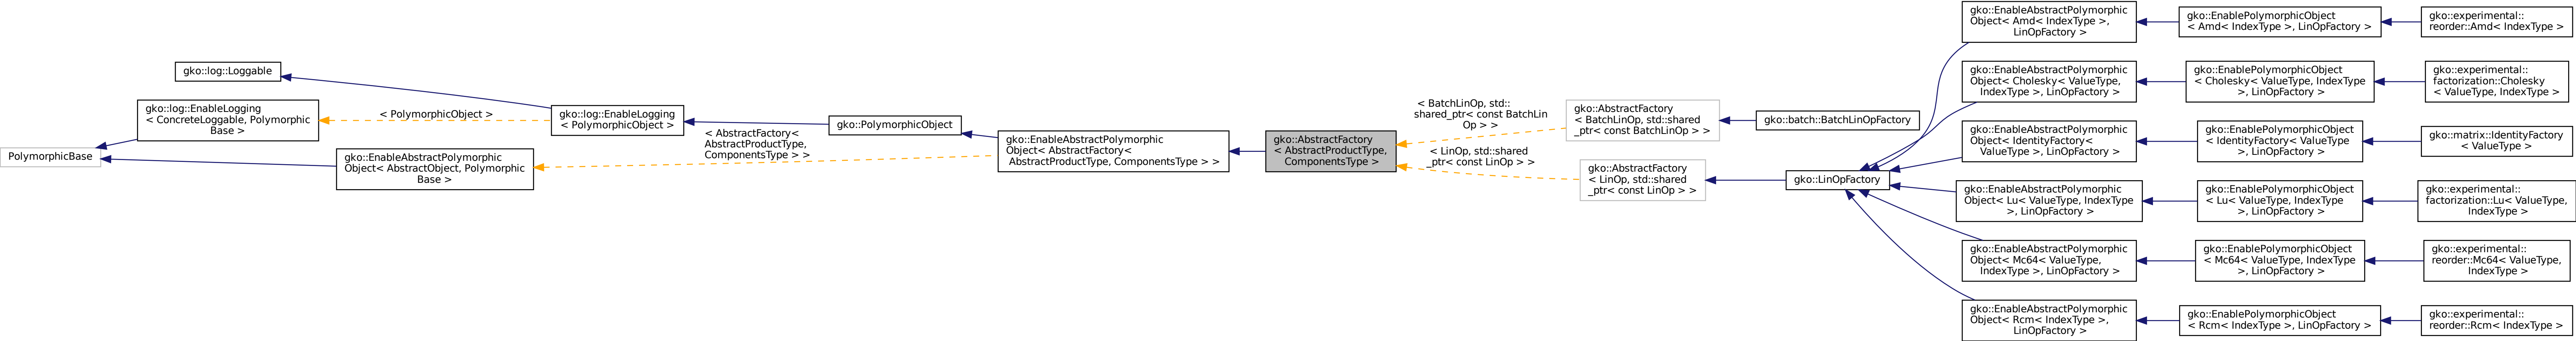 PolymorphicBase
gko::log::Loggable
gko::log::EnableLogging
< ConcreteLoggable, Polymorphic
Base >
gko::EnableAbstractPolymorphic
Object< AbstractObject, Polymorphic
Base >
< PolymorphicObject >
gko::log::EnableLogging
< PolymorphicObject >
< AbstractFactory<
AbstractProductType,
ComponentsType > >
gko::PolymorphicObject
gko::EnableAbstractPolymorphic
Object< AbstractFactory<
AbstractProductType, ComponentsType > >
gko::AbstractFactory
< AbstractProductType,
ComponentsType >
< BatchLinOp, std::
shared_ptr< const BatchLin
Op > >
< LinOp, std::shared
_ptr< const LinOp > >
gko::AbstractFactory
< BatchLinOp, std::shared
_ptr< const BatchLinOp > >
gko::AbstractFactory
< LinOp, std::shared
_ptr< const LinOp > >
gko::batch::BatchLinOpFactory
gko::LinOpFactory
gko::EnableAbstractPolymorphic
Object< Amd< IndexType >,
LinOpFactory >
gko::EnablePolymorphicObject
< Amd< IndexType >, LinOpFactory >
gko::experimental::
reorder::Amd< IndexType >
gko::EnableAbstractPolymorphic
Object< Cholesky< ValueType,
IndexType >, LinOpFactory >
gko::EnablePolymorphicObject
< Cholesky< ValueType, IndexType
>, LinOpFactory >
gko::experimental::
factorization::Cholesky
< ValueType, IndexType >
gko::EnableAbstractPolymorphic
Object< IdentityFactory<
ValueType >, LinOpFactory >
gko::EnablePolymorphicObject
< IdentityFactory< ValueType
>, LinOpFactory >
gko::matrix::IdentityFactory
< ValueType >
gko::EnableAbstractPolymorphic
Object< Lu< ValueType, IndexType
>, LinOpFactory >
gko::EnablePolymorphicObject
< Lu< ValueType, IndexType
>, LinOpFactory >
gko::experimental::
factorization::Lu< ValueType,
IndexType >
gko::EnableAbstractPolymorphic
Object< Mc64< ValueType,
IndexType >, LinOpFactory >
gko::EnablePolymorphicObject
< Mc64< ValueType, IndexType
>, LinOpFactory >
gko::experimental::
reorder::Mc64< ValueType,
IndexType >
gko::EnableAbstractPolymorphic
Object< Rcm< IndexType >,
LinOpFactory >
gko::EnablePolymorphicObject
< Rcm< IndexType >, LinOpFactory >
gko::experimental::
reorder::Rcm< IndexType >